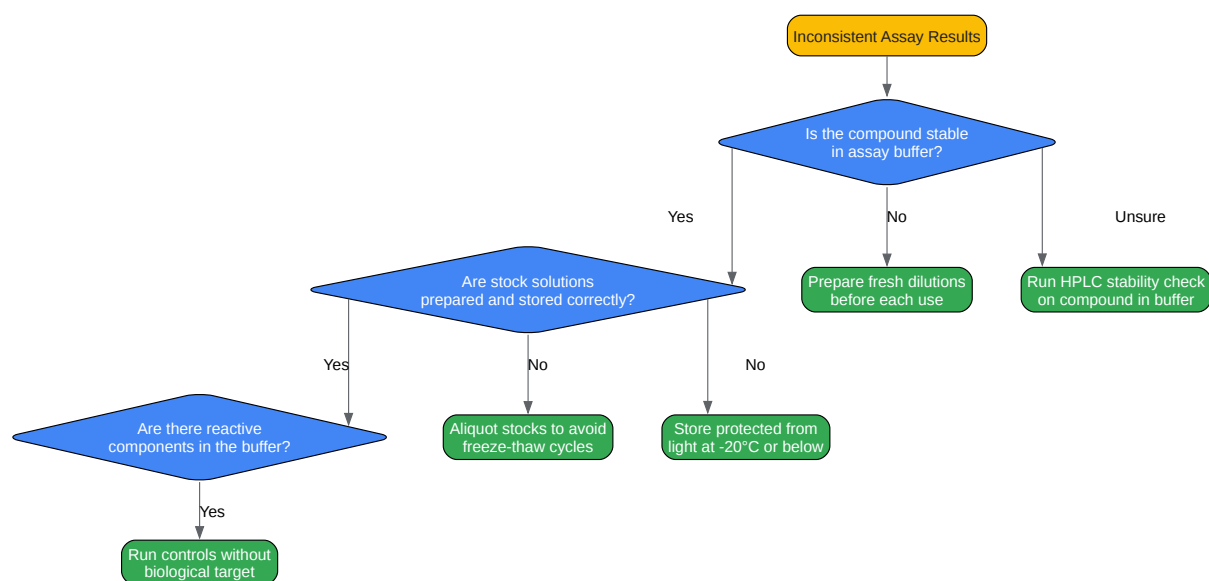 Inconsistent Assay Results
Is the compound stable
in assay buffer?
Yes
No
Unsure
Are stock solutions
prepared and stored correctly?
Prepare fresh dilutions
before each use
Run HPLC stability check
on compound in buffer
Yes
No
No
Are there reactive
components in the buffer?
Aliquot stocks to avoid
freeze-thaw cycles
Store protected from
light at -20°C or below
Yes
Run controls without
biological target